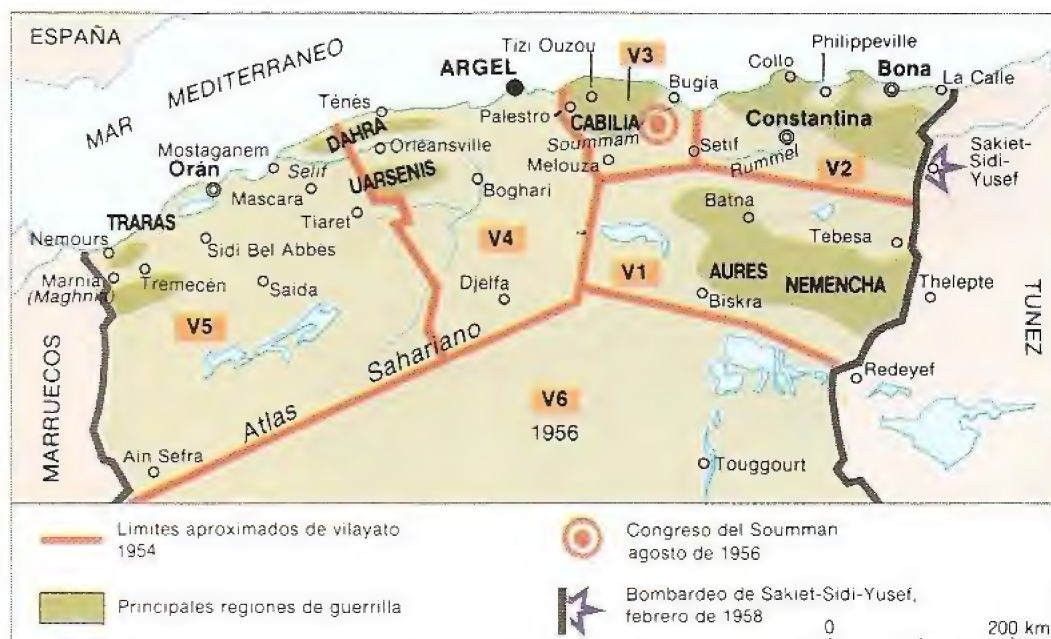 ESPAÑA
MAR MEDITERRANEO
ARGEL
Tizi Ouzou
V3
Bugía
Collo
Philippeville
Bona
La Calle
Ténès
Palestro
CABILIA
Constantina
DAHRA
Orléansville
Soummam
Setif
Rummel
Sakiet-
Sidi-
Yusef
Mostaganem
Orán
Selif
Mascara
UARSENIS
Boghari
Melouza
V2
TRARAS
Tiaret
Batna
Nemours
Sidi Bel Abbes
V4
Tebesa
Marnia
(Maghnia)
Tremecén
Saida
Djelfa
V1
AURES
NEMENCHA
Biskra
Thelepte
V5
TUNEZ
MARRUECOS
Atlas Sahariano
Redeyef
V6
1956
Ain Sefra
Touggourt
Limites aproximados de vilayato
1954
Congreso del Soumman
agosto de 1956
Principales regiones de guerrilla
Bombardeo de Sakiet-Sidi-Yusef,
febrero de 1958
0 200 km